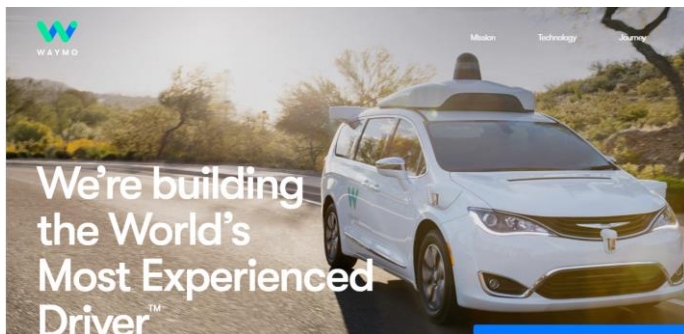 WAYMO
Mission Technology Journey
We're building
the World's
Most Experienced
Driver™